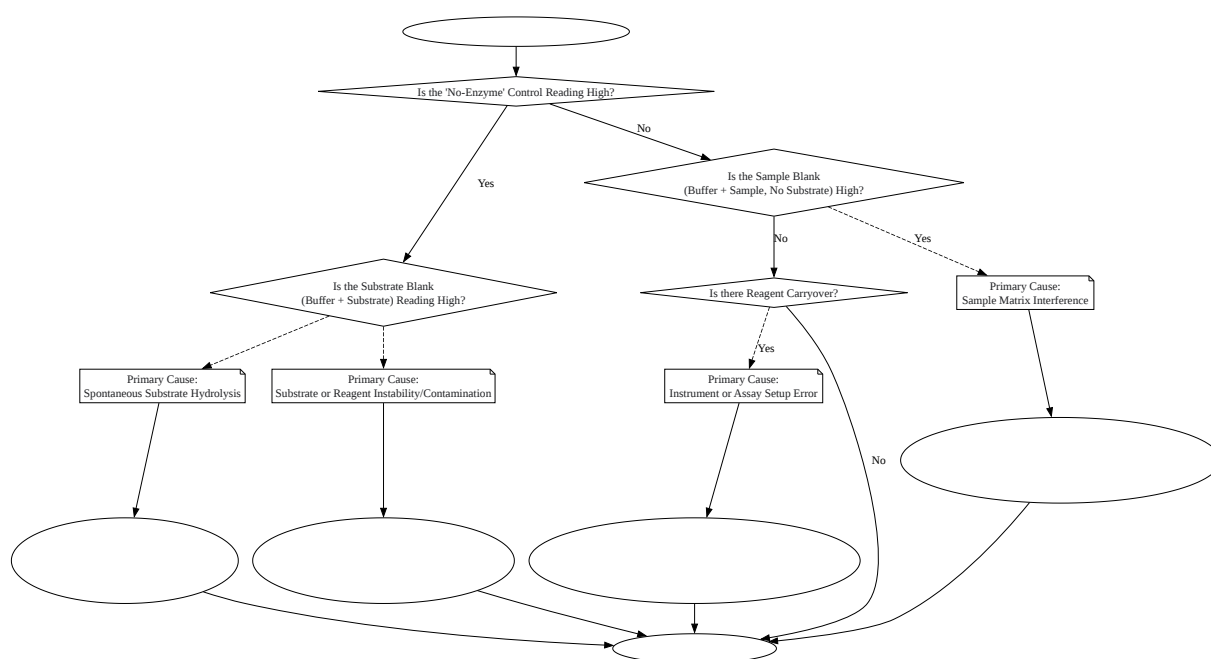 Is the 'No-Enzyme' Control Reading High?
No
Yes
Is the Sample Blank
(Buffer + Sample, No Substrate) High?
No
Yes
Is the Substrate Blank
(Buffer + Substrate) Reading High?
Is there Reagent Carryover?
Primary Cause:
Sample Matrix Interference
Yes
Primary Cause:
Spontaneous Substrate Hydrolysis
Primary Cause:
Substrate or Reagent Instability/Contamination
Primary Cause:
Instrument or Assay Setup Error
No